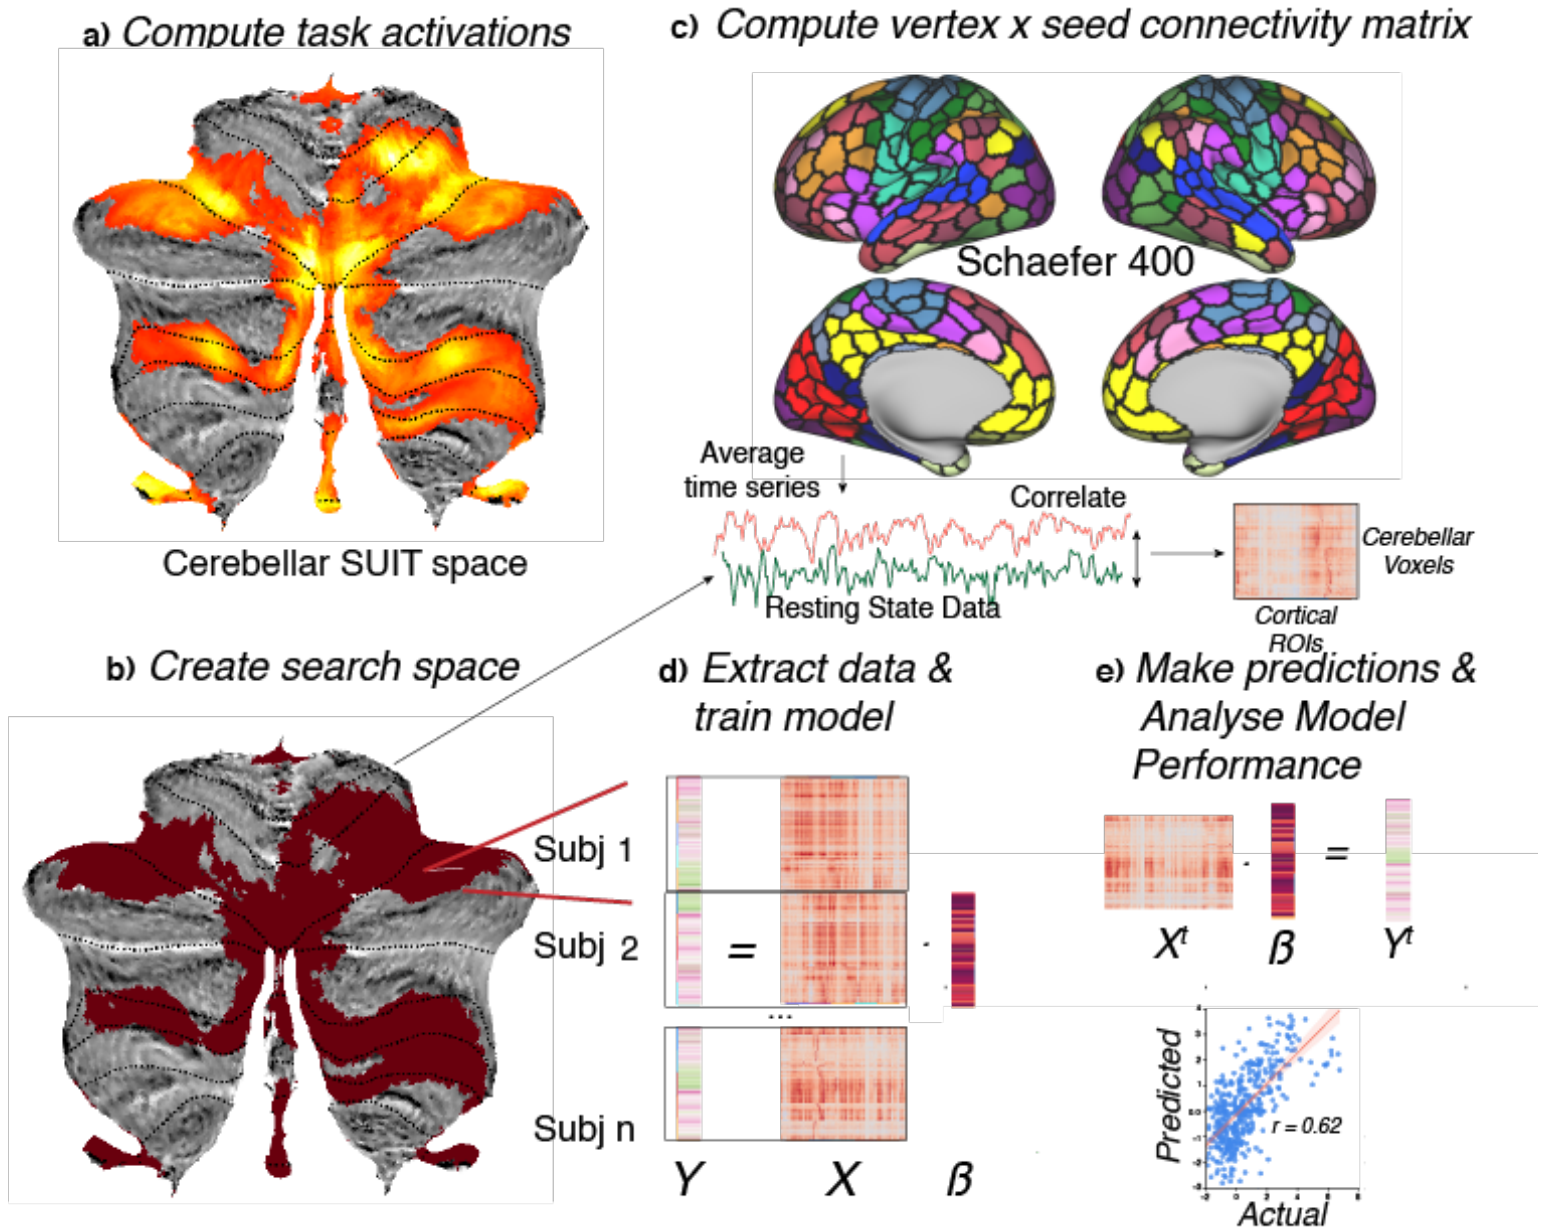 a) Compute task activations
Cerebellar SUIT space
b) Create search space
c) Compute vertex x seed connectivity matrix
Schaefer 400
Average
time series
Correlate
Resting State Data
Cerebellar
Voxels
Cortical
ROIs
d) Extract data &
train model
Subj 1
Subj 2
=
.
...
Subj n
Y X ß
e) Make predictions &
Analyse Model
Performance
. =
Xᵗ ß Yᵗ
Predicted
r = 0.62
Actual